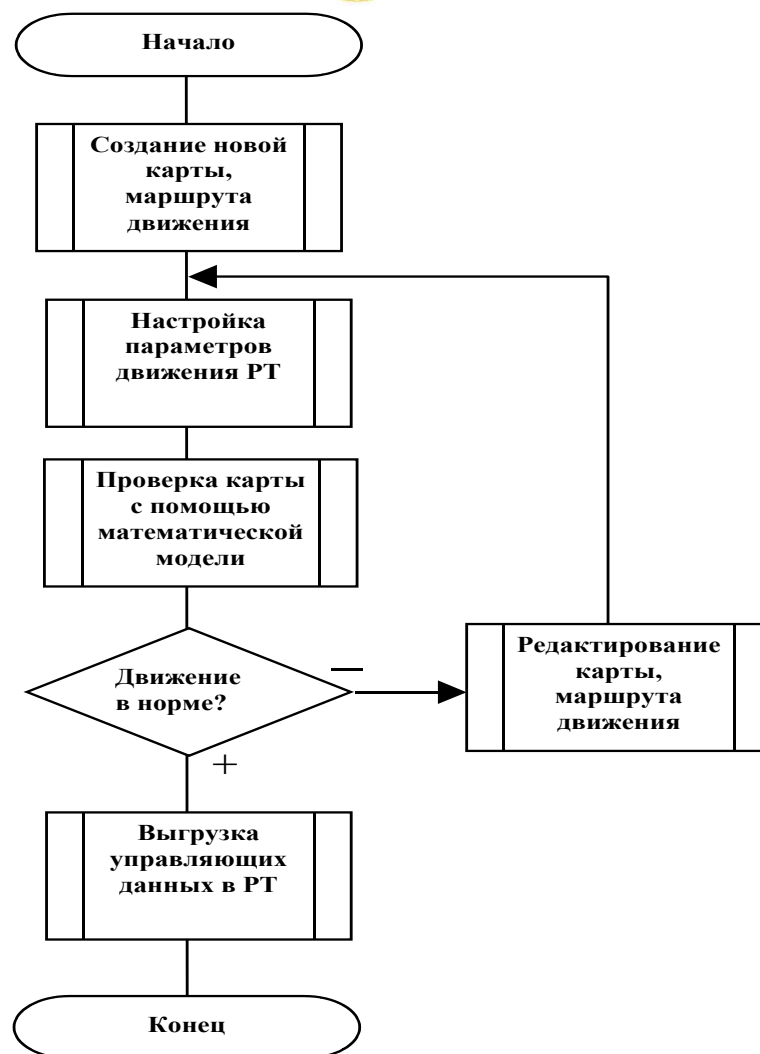 Начало
Создание новой
карты,
маршрута
движения
Настройка
параметров
движения РТ
Проверка карты
с помощью
математической
модели
Движение
в норме?
—
+
Редактирование
карты,
маршрута
движения
Выгрузка
управляющих
данных в РТ
Конец